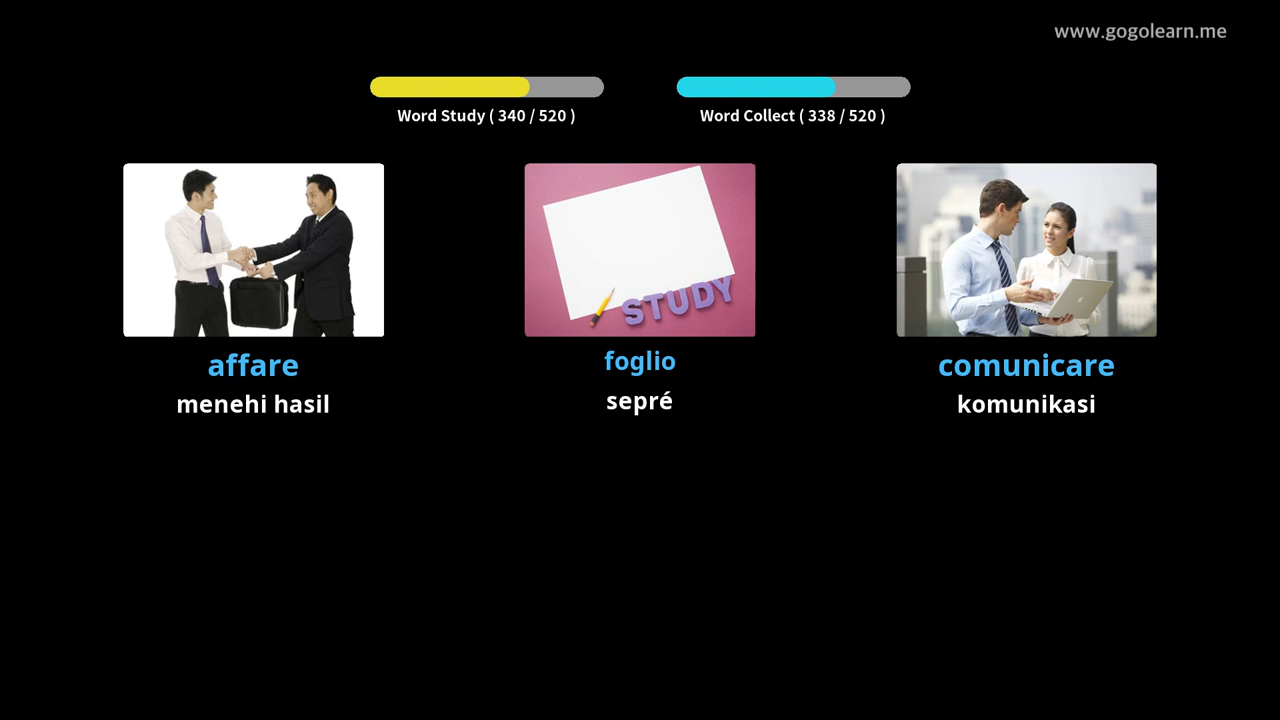 www.gogolearn.me
Word Study ( 340 / 520 )
Word Collect ( 338 / 520 )
STUDY
affare
menehi hasil
foglio
sepré
comunicare
komunikasi